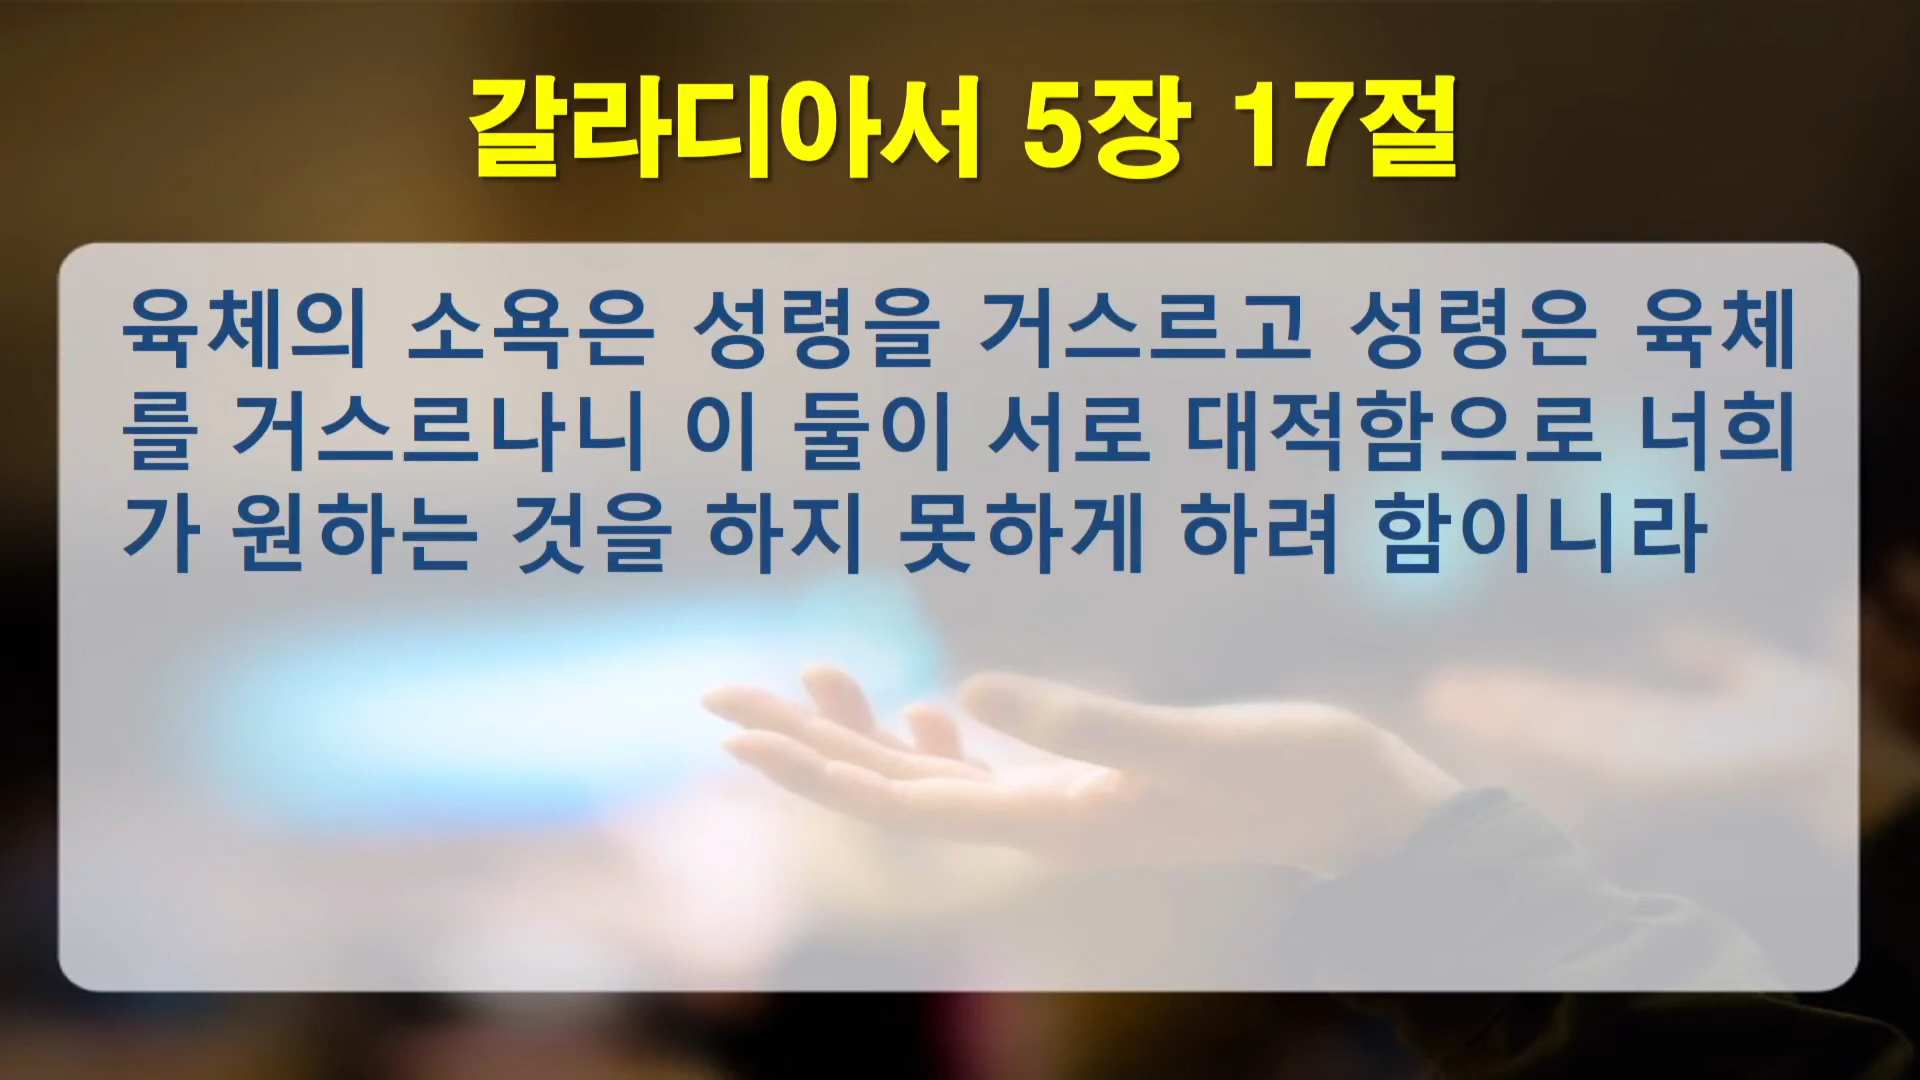 갈라디아서 5장 17절
육체의 소욕은 성령을 거스르고 성령은 육체
를 거스르나니 이 둘이 서로 대적함으로 너희
가 원하는 것을 하지 못하게 하려 함이니라